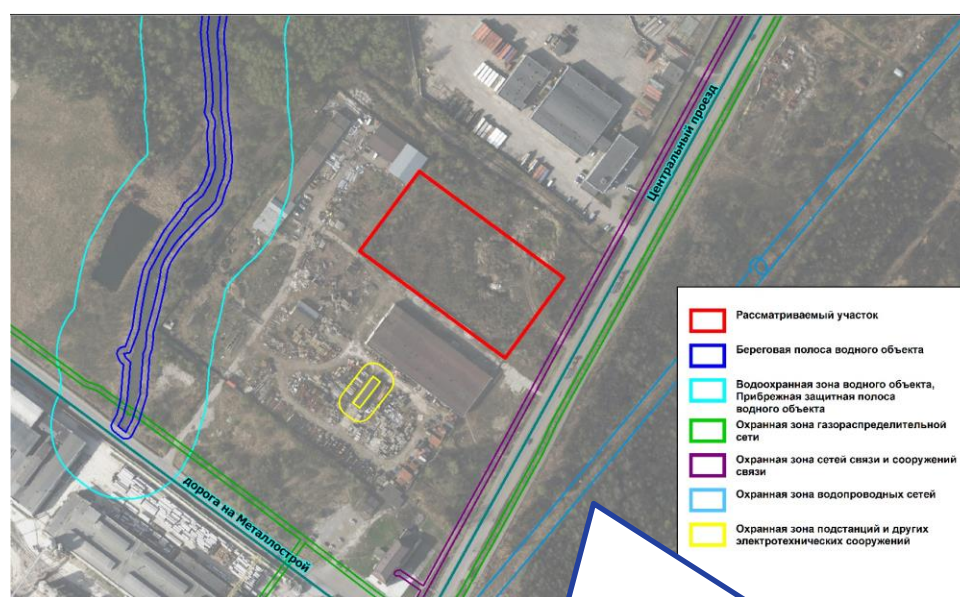 Центральный проезд
дорога на Металлострой
Рассматриваемый участок
Береговая полоса водного объекта
Водоохранная зона водного объекта,
Прибрежная защитная полоса
водного объекта
Охранная зона газораспределительной
сети
Охранная зона сетей связи и сооружений
связи
Охранная зона водопроводных сетей
Охранная зона подстанций и других
электротехнических сооружений